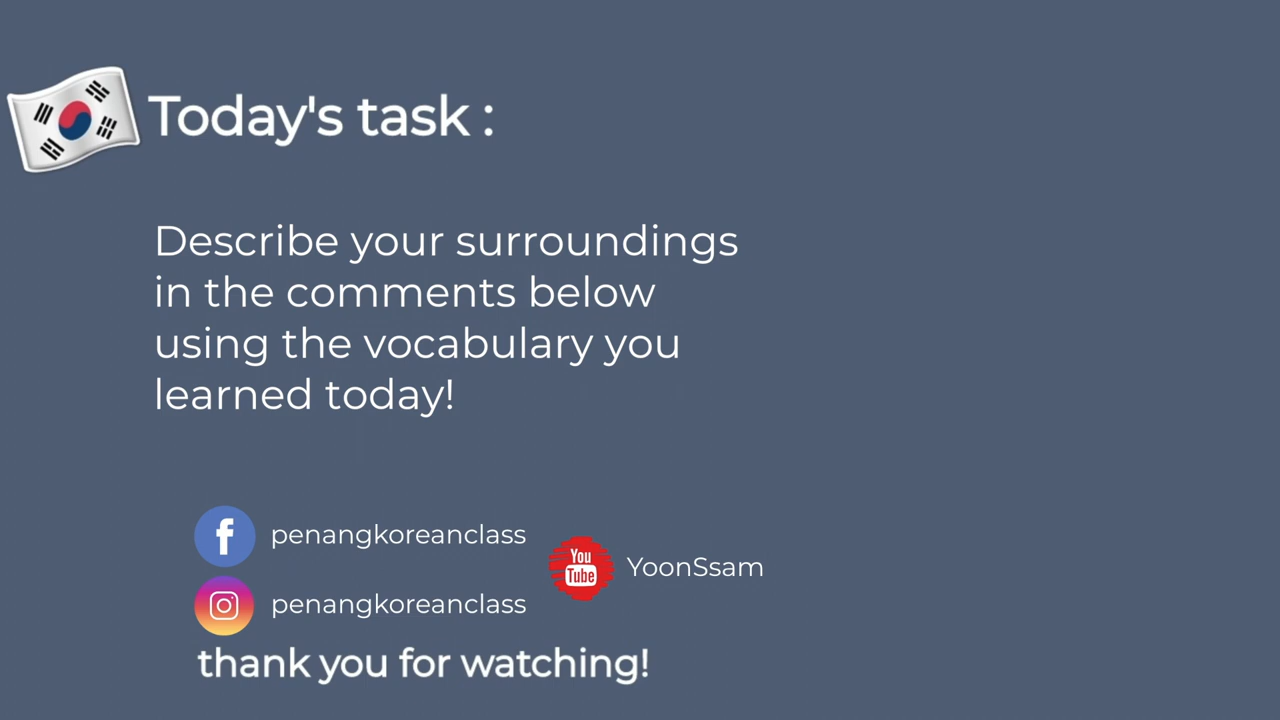 Today's task :
Describe your surroundings
in the comments below
using the vocabulary you
learned today!
penangkoreanclass
You
Tube
YoonSsam
penangkoreanclass
thank you for watching!